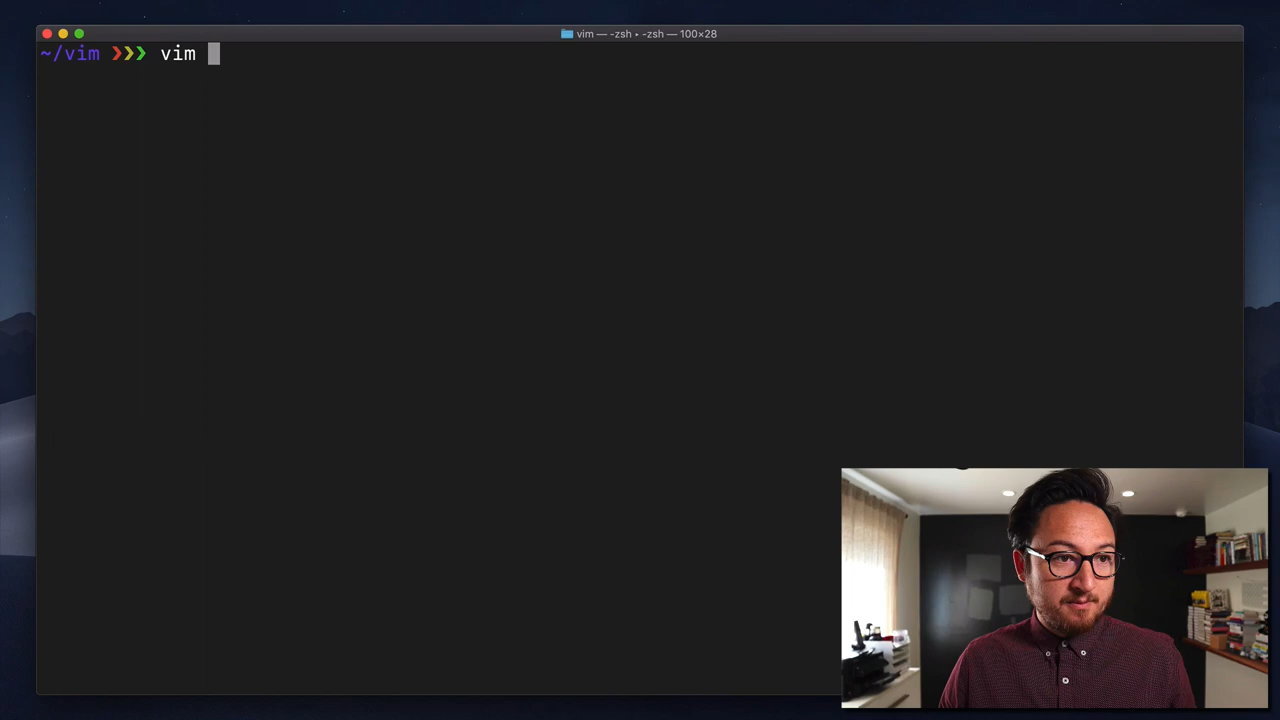 vim — -zsh ▸ -zsh — 100×28
~/vim ❯❯❯ vim